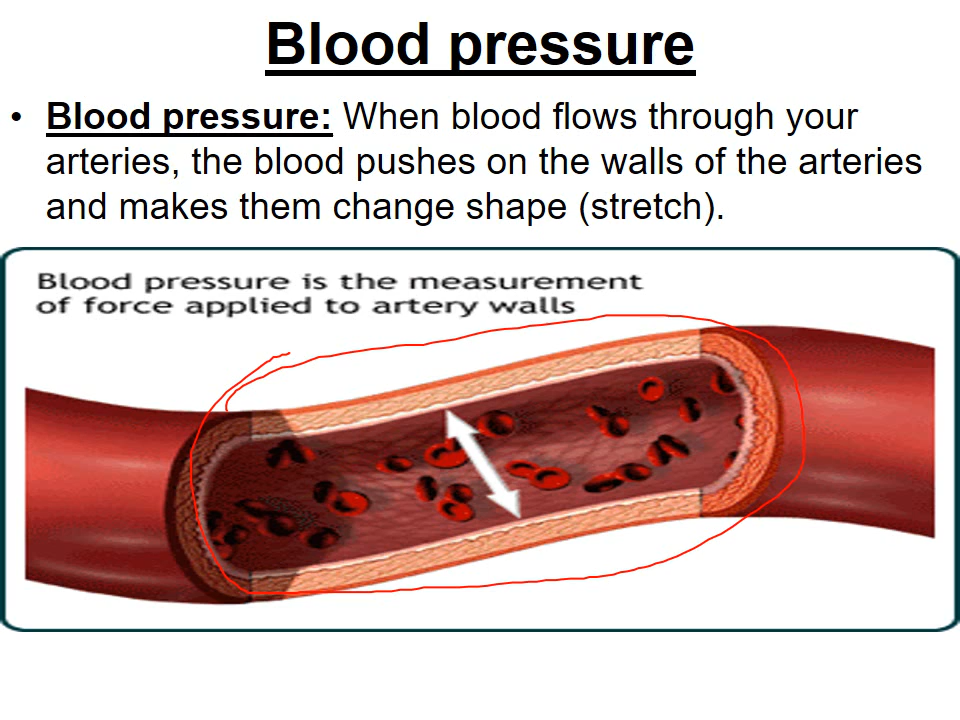 Blood pressure
• Blood pressure: When blood flows through your
arteries, the blood pushes on the walls of the arteries
and makes them change shape (stretch).
Blood pressure is the measurement
of force applied to artery walls